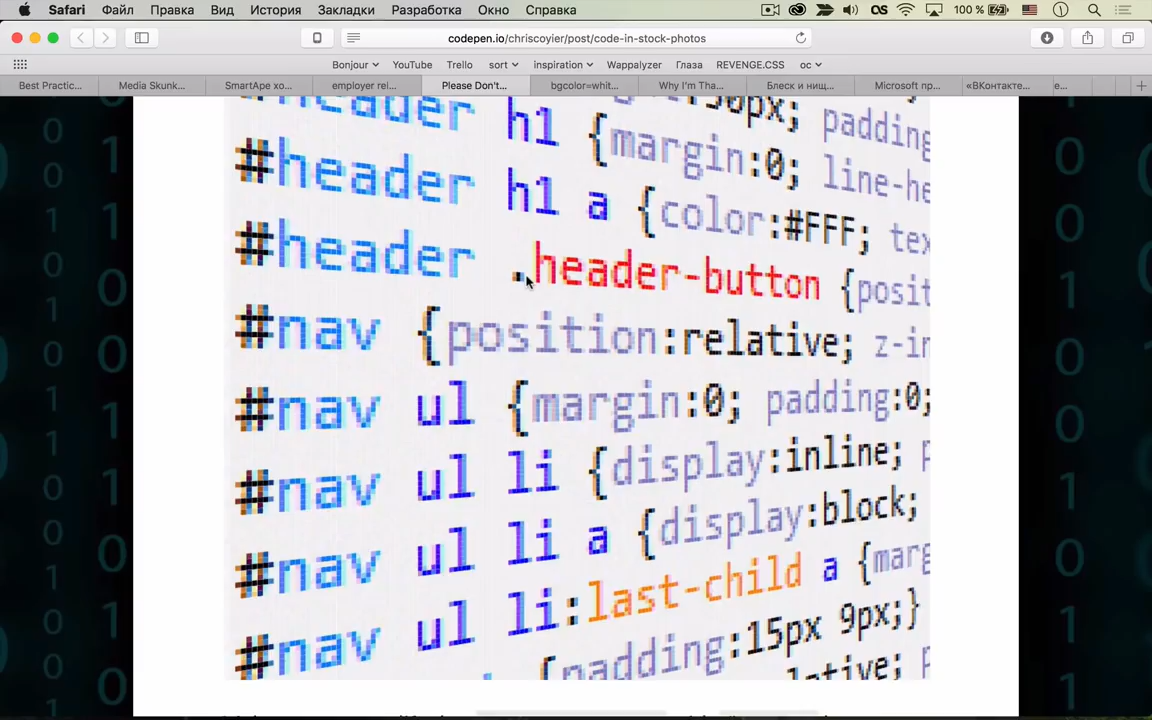 Safari Файл Правка Вид История Закладки Разработка Окно Справка 100 %
codepen.io/chriscoyier/post/code-in-stock-photos
Bonjour YouTube Trello sort inspiration Wappalyzer Глаза REVENGE.CSS ос
Best Practic... Media Skunk... SmartApe хо... employer rei... Please Don't... bgcolor=whit... Why I'm Tha... Блеск и нищ... Microsoft пр... «ВКонтакте... е...
#header h1 {margin:0; padding
#header h1 a {color:#FFF; line-he
#header .header-button {posit
#nav {position:relative; z-in
#nav ul {margin:0; padding:0;
#nav ul li {display:inline;
#nav ul li a {display:block;
#nav ul li:last-child a {marg
{padding:15px 9px;}